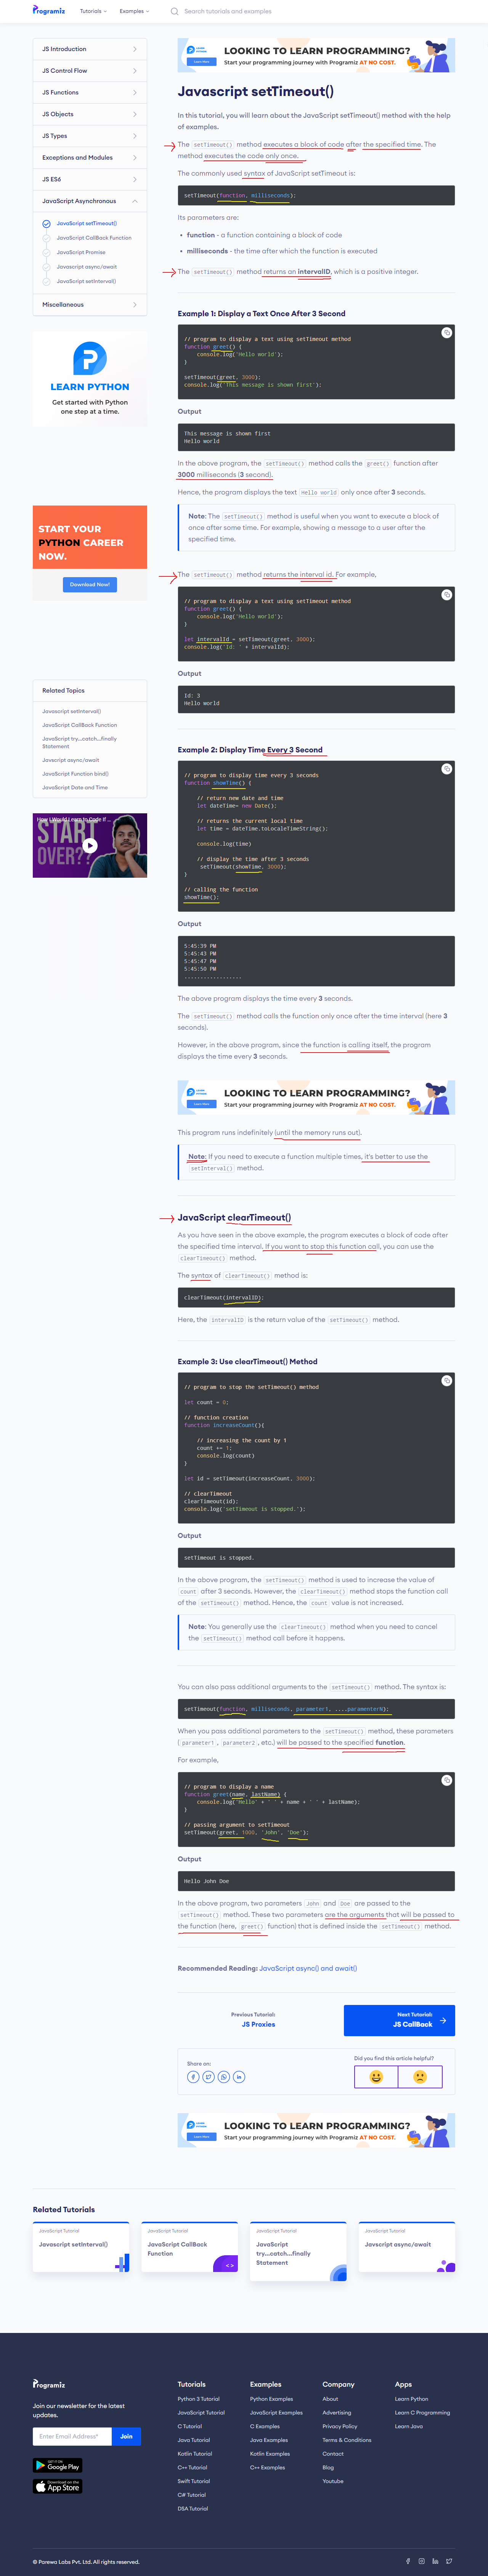 Programiz
Tutorials
Examples
Search tutorials and examples
JS Introduction
JS Control Flow
JS Functions
JS Objects
JS Types
Exceptions and Modules
JS ES6
JavaScript Asynchronous
JavaScript setTimeout()
JavaScript CallBack Function
JavaScript Promise
Javascript async/await
JavaScript setInterval()
Miscellaneous
LEARN PYTHON
Get started with Python
one step at a time.
START YOUR
PYTHON CAREER
NOW.
Download Now!
Related Topics
Javascript setInterval()
JavaScript CallBack Function
JavaScript try...catch...finally
Statement
Javscript async/await
JavaScript Function bind()
JavaScript Date and Time
How I Would Learn to Code If ...
START
OVER??
LOOKING TO LEARN PROGRAMMING?
Learn More
Start your programming journey with Programiz AT NO COST.
Javascript setTimeout()
In this tutorial, you will learn about the JavaScript setTimeout() method with the help
of examples.
The setTimeout() method executes a block of code after the specified time. The
method executes the code only once.
The commonly used syntax of JavaScript setTimeout is:
setTimeout(function, milliseconds);
Its parameters are:
• function - a function containing a block of code
• milliseconds - the time after which the function is executed
The setTimeout() method returns an intervalID, which is a positive integer.
Example 1: Display a Text Once After 3 Second
// program to display a text using setTimeout method
function greet() {
console.log('Hello world');
}
setTimeout(greet, 3000);
console.log('This message is shown first');
Output
This message is shown first
Hello world
In the above program, the setTimeout() method calls the greet() function after
3000 milliseconds (3 second).
Hence, the program displays the text Hello world only once after 3 seconds.
Note: The setTimeout() method is useful when you want to execute a block of
code once after some time. For example, showing a message to a user after the
specified time.
The setTimeout() method returns the interval id. For example,
// program to display a text using setTimeout method
function greet() {
console.log('Hello world');
}
let intervalId = setTimeout(greet, 3000);
console.log('Id: ' + intervalId);
Output
Id: 3
Hello world
Example 2: Display Time Every 3 Second
// program to display time every 3 seconds
function showTime() {
// return new date and time
let dateTime= new Date();
// returns the current local time
let time = dateTime.toLocaleTimeString();
console.log(time)
// display the time after 3 seconds
setTimeout(showTime, 3000);
}
// calling the function
showTime();
Output
5:45:39 PM
5:45:43 PM
5:45:47 PM
5:45:50 PM
..................
The above program displays the time every 3 seconds.
The setTimeout() method calls the function only once after the time interval (here 3
seconds).
However, in the above program, since the function is calling itself, the program
displays the time every 3 seconds.
LOOKING TO LEARN PROGRAMMING?
Learn More
Start your programming journey with Programiz AT NO COST.
This program runs indefinitely (until the memory runs out).
Note: If you need to execute a function multiple times, it's better to use the
setInterval() method.
JavaScript clearTimeout()
As you have seen in the above example, the program executes a block of code after
the specified time interval. If you want to stop this function call, you can use the
clearTimeout() method.
The syntax of clearTimeout() method is:
clearTimeout(intervalID);
Here, the intervalID is the return value of the setTimeout() method.
Example 3: Use clearTimeout() Method
// program to stop the setTimeout() method
let count = 0;
// function creation
function increaseCount(){
// increasing the count by 1
count += 1;
console.log(count)
}
let id = setTimeout(increaseCount, 3000);
// clearTimeout
clearTimeout(id);
console.log('setTimeout is stopped.');
Output
setTimeout is stopped.
In the above program, the setTimeout() method is used to increase the value of
count after 3 seconds. However, the clearTimeout() method stops the function call
of the setTimeout() method. Hence, the count value is not increased.
Note: You generally use the clearTimeout() method when you need to cancel
the setTimeout() method call before it happens.
You can also pass additional arguments to the setTimeout() method. The syntax is:
setTimeout(function, milliseconds, parameter1, ....paramenterN);
When you pass additional parameters to the setTimeout() method, these parameters
( parameter1 , parameter2 , etc.) will be passed to the specified function.
For example,
// program to display a name
function greet(name, lastName) {
console.log('Hello' + ' ' + name + ' ' + lastName);
}
// passing argument to setTimeout
setTimeout(greet, 1000, 'John', 'Doe');
Output
Hello John Doe
In the above program, two parameters John and Doe are passed to the
setTimeout() method. These two parameters are the arguments that will be passed to
the function (here, greet() function) that is defined inside the setTimeout() method.
Recommended Reading: JavaScript async() and await()
Previous Tutorial:
JS Proxies
Next Tutorial:
JS CallBack
Share on:
Did you find this article helpful?
LOOKING TO LEARN PROGRAMMING?
Learn More
Start your programming journey with Programiz AT NO COST.
Related Tutorials
JavaScript Tutorial
Javascript setInterval()
JavaScript Tutorial
JavaScript CallBack
Function
JavaScript Tutorial
JavaScript
try...catch...finally
Statement
JavaScript Tutorial
Javscript async/await
Programiz
Join our newsletter for the latest
updates.
Enter Email Address*
Join
GET IT ON
Google Play
Download on the
App Store
Tutorials
Python 3 Tutorial
JavaScript Tutorial
C Tutorial
Java Tutorial
Kotlin Tutorial
C++ Tutorial
Swift Tutorial
C# Tutorial
DSA Tutorial
Examples
Python Examples
JavaScript Examples
C Examples
Java Examples
Kotlin Examples
C++ Examples
Company
About
Advertising
Privacy Policy
Terms & Conditions
Contact
Blog
Youtube
Apps
Learn Python
Learn C Programming
Learn Java
© Parewa Labs Pvt. Ltd. All rights reserved.